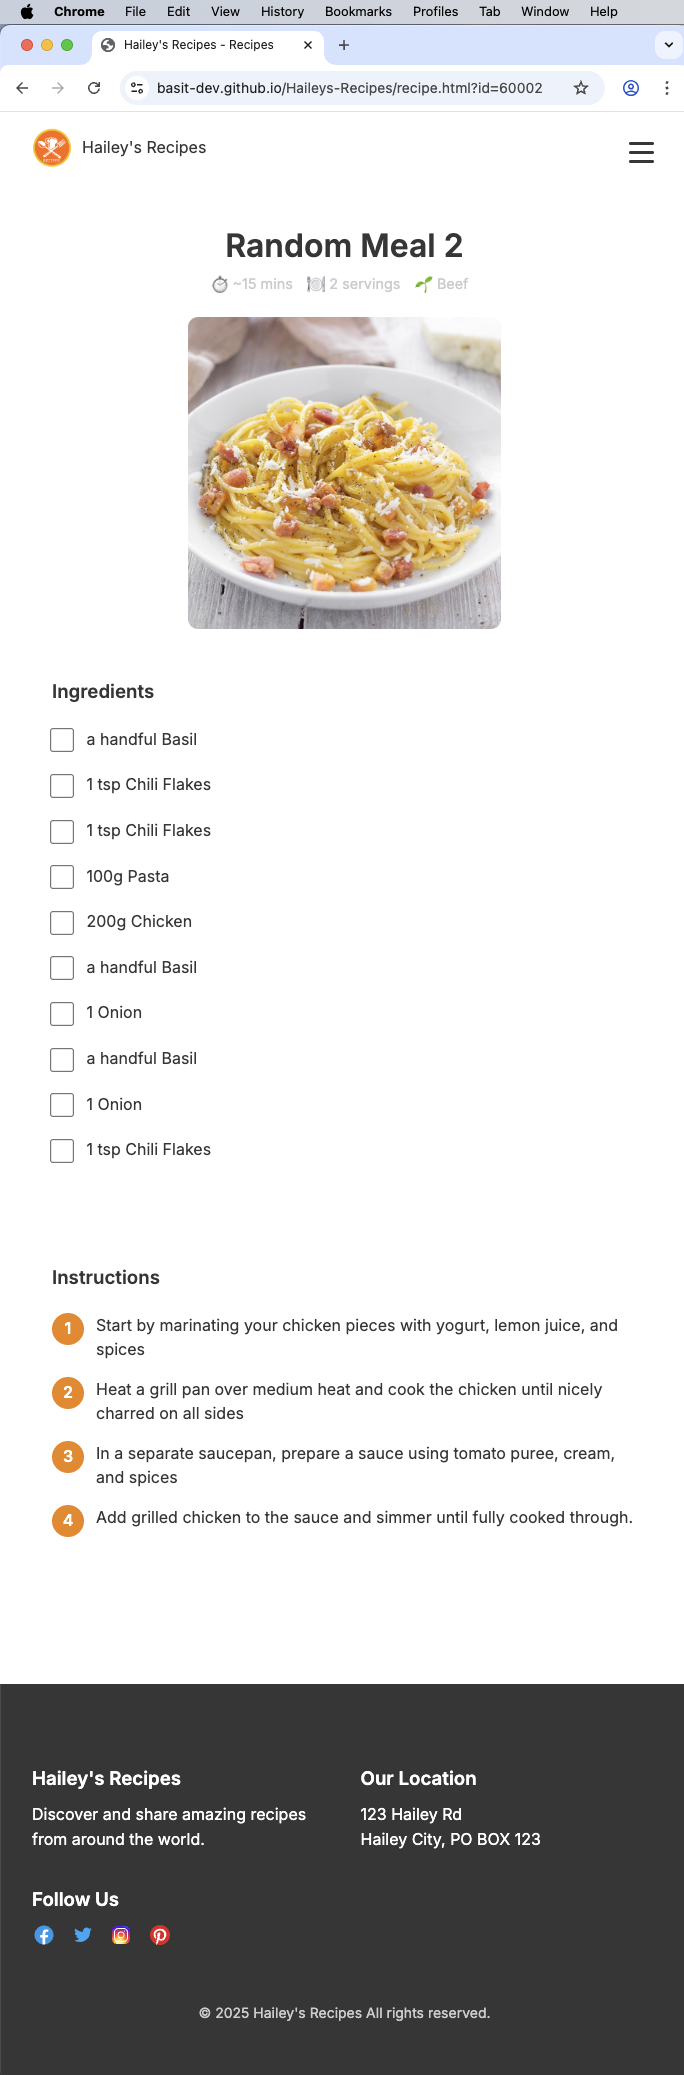 Chrome File Edit View History Bookmarks Profiles Tab Window Help
Hailey's Recipes - Recipes
basit-dev.github.io/Haileys-Recipes/recipe.html?id=60002
Hailey's Recipes
Random Meal 2
~15 mins 2 servings Beef
Ingredients
a handful Basil
1 tsp Chili Flakes
1 tsp Chili Flakes
100g Pasta
200g Chicken
a handful Basil
1 Onion
a handful Basil
1 Onion
1 tsp Chili Flakes
Instructions
1 Start by marinating your chicken pieces with yogurt, lemon juice, and
spices
2 Heat a grill pan over medium heat and cook the chicken until nicely
charred on all sides
3 In a separate saucepan, prepare a sauce using tomato puree, cream,
and spices
4 Add grilled chicken to the sauce and simmer until fully cooked through.
Hailey's Recipes
Discover and share amazing recipes
from around the world.
Our Location
123 Hailey Rd
Hailey City, PO BOX 123
Follow Us
© 2025 Hailey's Recipes All rights reserved.